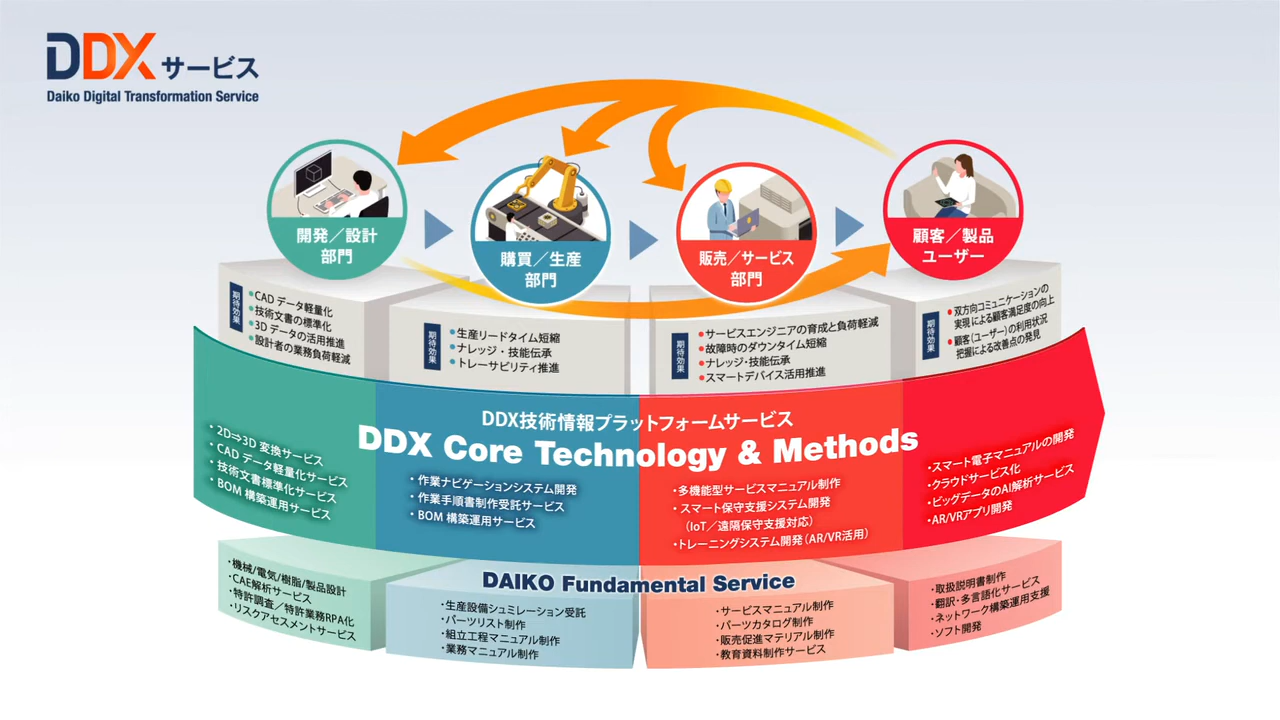 DDX サービス
Daiko Digital Transformation Service
開発／設計
部門
購買／生産
部門
販売／サービス
部門
顧客／製品
ユーザー
期待効果
●CAD データ軽量化
●技術文書の標準化
●3D データの活用推進
●設計者の業務負荷軽減
期待効果
●生産リードタイム短縮
●ナレッジ・技能伝承
●トレーサビリティ推進
期待効果
●サービスエンジニアの育成と負荷軽減
●故障時のダウンタイム短縮
●ナレッジ・技能伝承
●スマートデバイス活用推進
期待効果
●双方向コミュニケーションの
実現による顧客満足度の向上
●顧客（ユーザー）の利用状況
把握による改善点の発見
DDX技術情報プラットフォームサービス
DDX Core Technology & Methods
・2D⇒3D 変換サービス
・CAD データ軽量化サービス
・技術文書標準化サービス
・BOM 構築運用サービス
・作業ナビゲーションシステム開発
・作業手順書制作受託サービス
・BOM 構築運用サービス
・多機能型サービスマニュアル制作
・スマート保守支援システム開発
（IoT／遠隔保守支援対応）
・トレーニングシステム開発（AR/VR活用）
・スマート電子マニュアルの開発
・クラウドサービス化
・ビッグデータのAI解析サービス
・AR/VRアプリ開発
DAIKO Fundamental Service
・機械/電気/樹脂/製品設計
・CAE解析サービス
・特許調査／特許業務RPA化
・リスクアセスメントサービス
・生産設備シュミレーション受託
・パーツリスト制作
・組立工程マニュアル制作
・業務マニュアル制作
・サービスマニュアル制作
・パーツカタログ制作
・販売促進マテリアル制作
・教育資料制作サービス
・取扱説明書制作
・翻訳・多言語化サービス
・ネットワーク構築運用支援
・ソフト開発